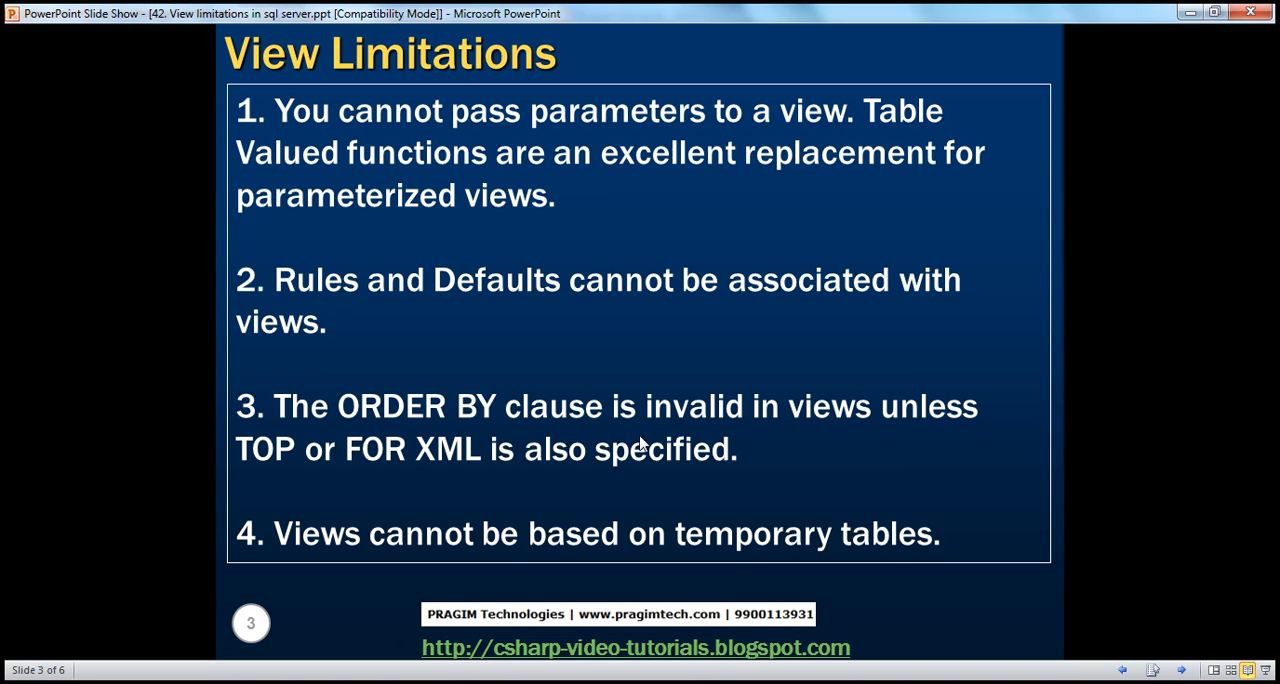 PowerPoint Slide Show - [42. View limitations in sql server.ppt [Compatibility Mode]] - Microsoft PowerPoint
View Limitations
1. You cannot pass parameters to a view. Table
Valued functions are an excellent replacement for
parameterized views.
2. Rules and Defaults cannot be associated with
views.
3. The ORDER BY clause is invalid in views unless
TOP or FOR XML is also specified.
4. Views cannot be based on temporary tables.
3
PRAGIM Technologies | www.pragimtech.com | 9900113931
http://csharp-video-tutorials.blogspot.com
Slide 3 of 6